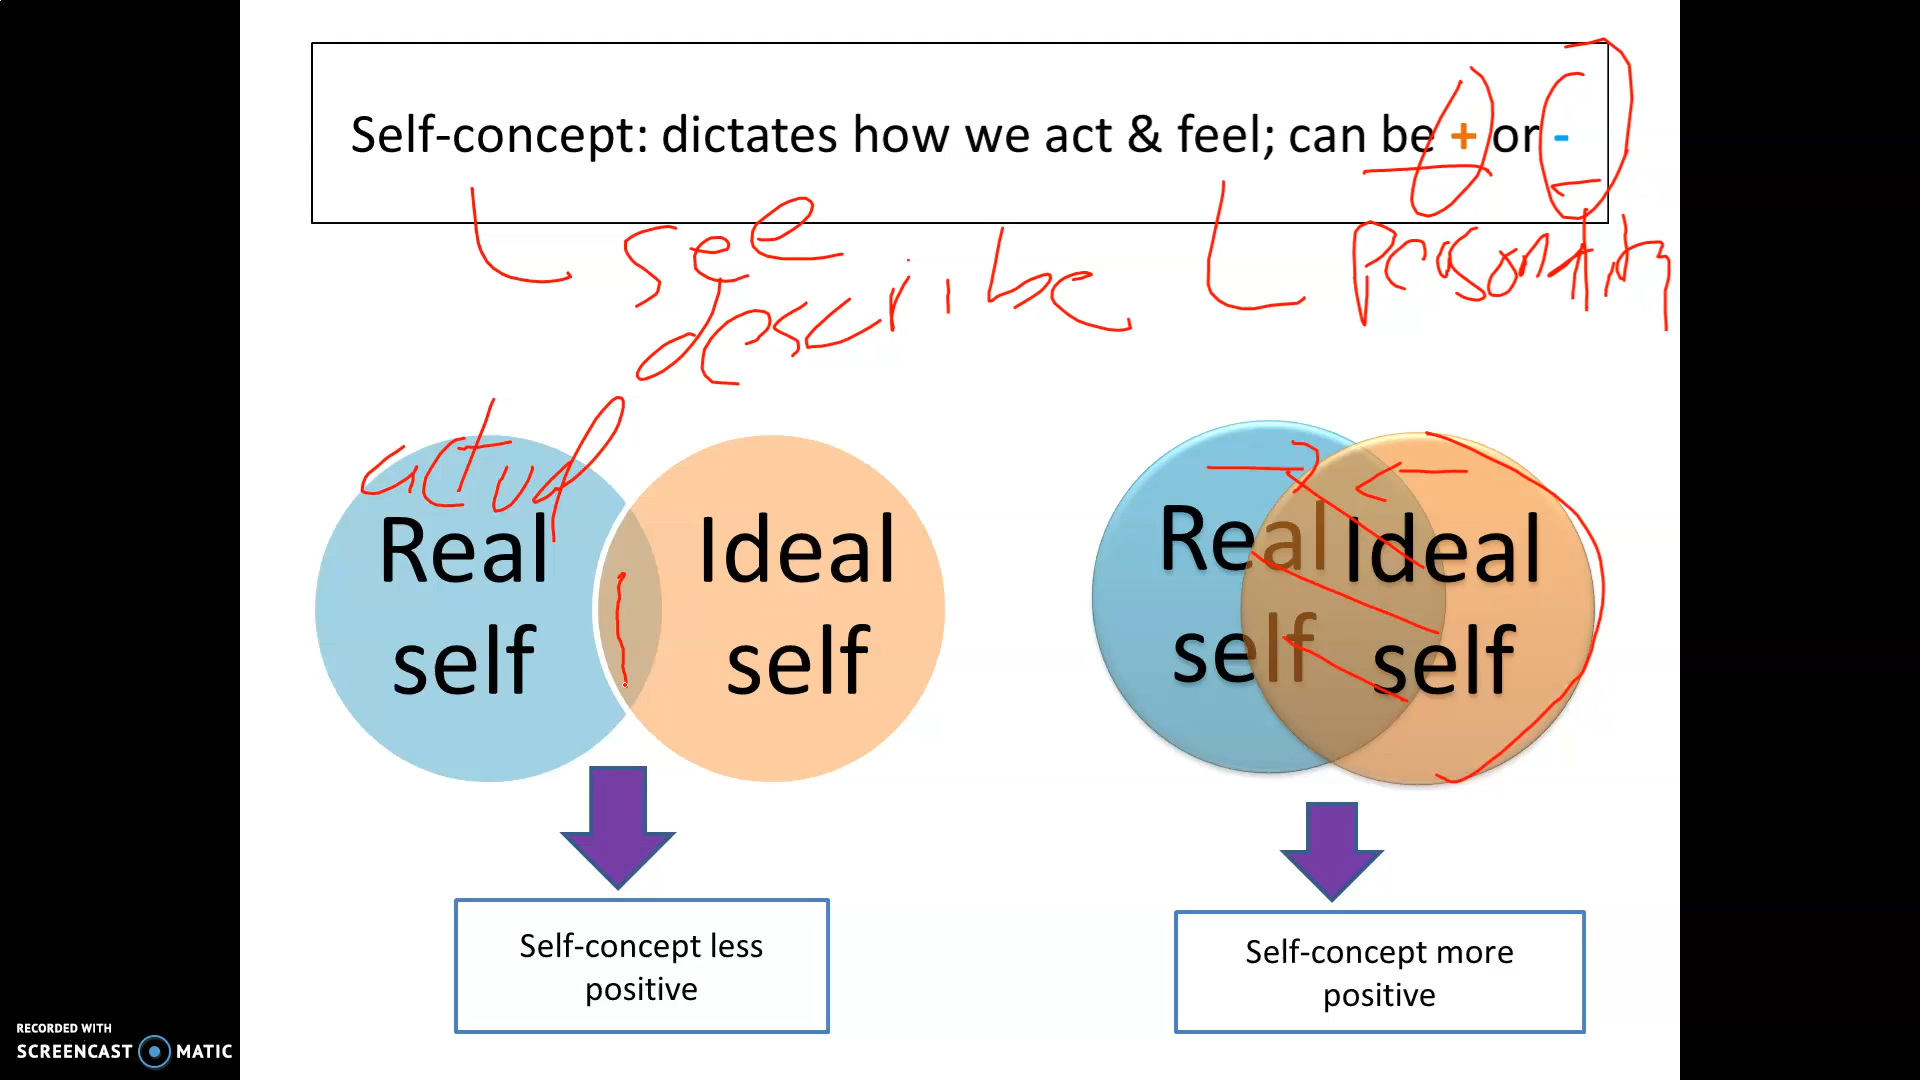 Self-concept: dictates how we act & feel; can be + or -
see
describe
personality
actual
Real
self
Ideal
self
Real
self
Ideal
self
Self-concept less
positive
Self-concept more
positive
RECORDED WITH
SCREENCAST MATIC